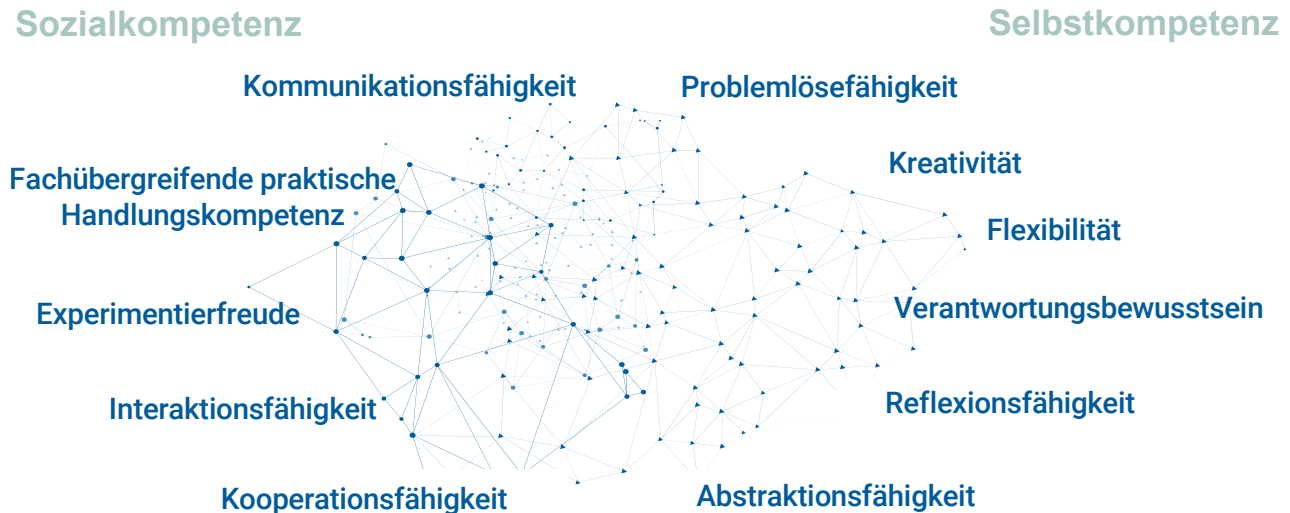 Sozialkompetenz
Selbstkompetenz
Kommunikationsfähigkeit
Problemlösefähigkeit
Kreativität
Fachübergreifende praktische
Handlungskompetenz
Flexibilität
Experimentierfreude
Verantwortungsbewusstsein
Interaktionsfähigkeit
Reflexionsfähigkeit
Kooperationsfähigkeit
Abstraktionsfähigkeit